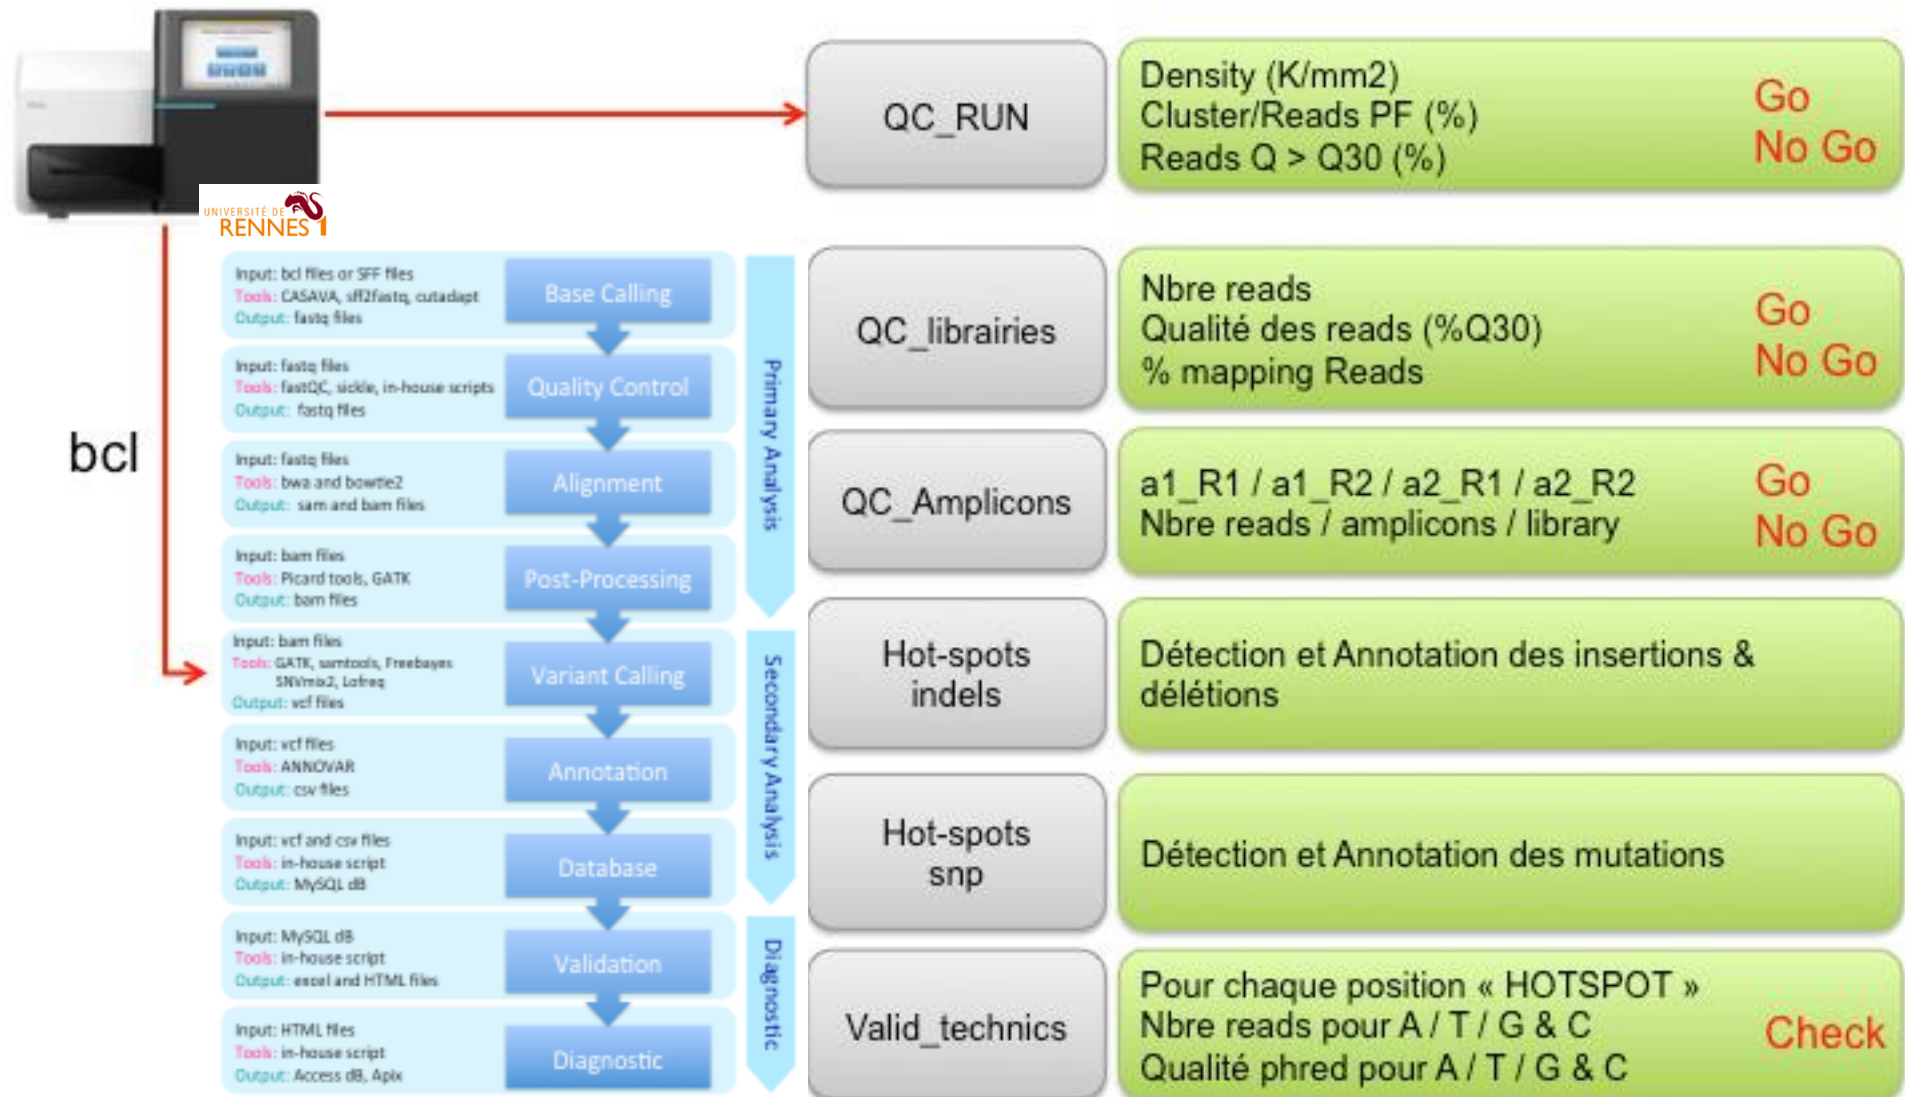 QC_RUN
Density (K/mm2)
Cluster/Reads PF (%)
Reads Q > Q30 (%)
Go
No Go
UNIVERSITÉ DE
RENNES 1
bcl
Input: bcl files or SFF files
Tools: CASAVA, sff2fastq, cutadapt
Output: fastq files
Base Calling
Input: fastq files
Tools: fastQC, sickle, in-house scripts
Output: fastq files
Quality Control
Input: fastq files
Tools: bwa and bowtie2
Output: sam and bam files
Alignment
Input: bam files
Tools: Picard tools, GATK
Output: bam files
Post-Processing
Primary Analysis
Input: bam files
Tools: GATK, samtools, Freebayes
SNVmix2, Lofreq
Output: vcf files
Variant Calling
Input: vcf files
Tools: ANNOVAR
Output: csv files
Annotation
Input: vcf and csv files
Tools: in-house script
Output: MySQL dB
Database
Secondary Analysis
Input: MySQL dB
Tools: in-house script
Output: excel and HTML files
Validation
Input: HTML files
Tools: in-house script
Output: Access dB, Apix
Diagnostic
Diagnostic
QC_librairies
Nbre reads
Qualité des reads (%Q30)
% mapping Reads
Go
No Go
QC_Amplicons
a1_R1 / a1_R2 / a2_R1 / a2_R2
Nbre reads / amplicons / library
Go
No Go
Hot-spots
indels
Détection et Annotation des insertions &
délétions
Hot-spots
snp
Détection et Annotation des mutations
Valid_technics
Pour chaque position « HOTSPOT »
Nbre reads pour A / T / G & C
Qualité phred pour A / T / G & C
Check